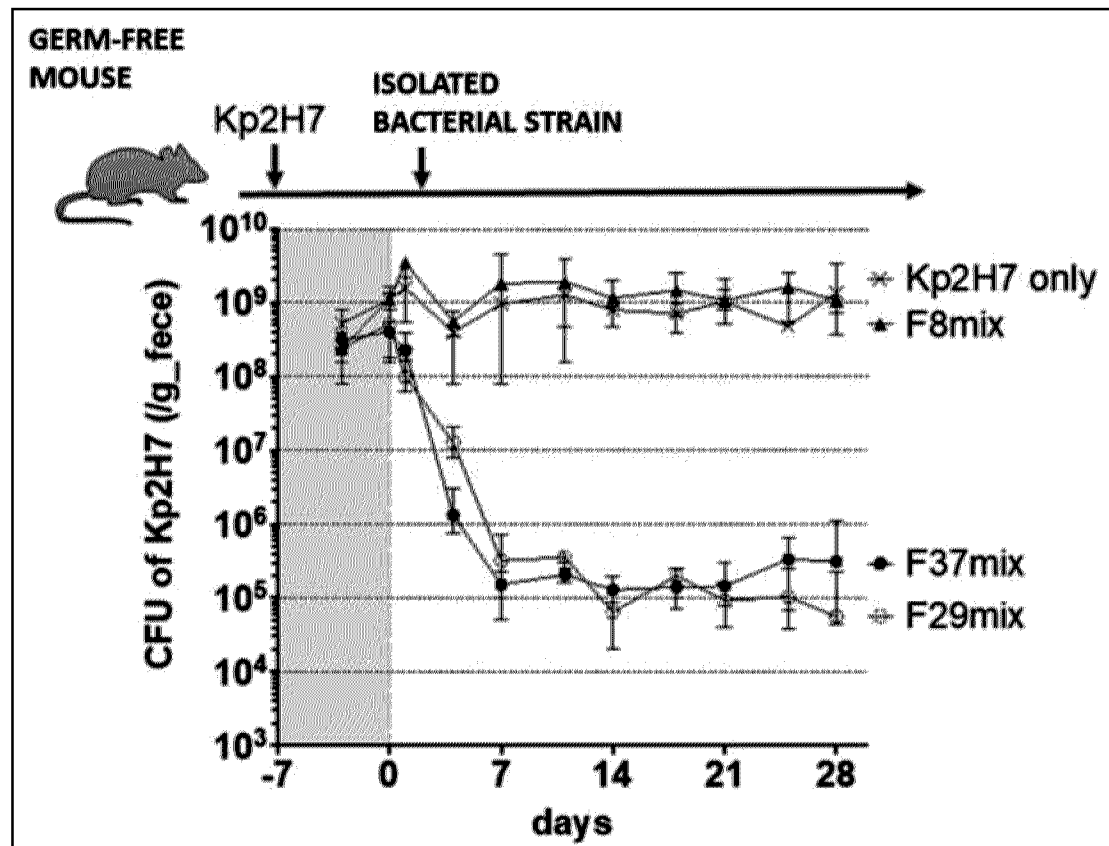 GERM-FREE
MOUSE
Kp2H7
ISOLATED
BACTERIAL STRAIN
CFU of Kp2H7 (/g_fece)
10¹⁰
10⁹
10⁸
10⁷
10⁶
10⁵
10⁴
10³
Kp2H7 only
F8mix
F37mix
F29mix
-7 0 7 14 21 28
days